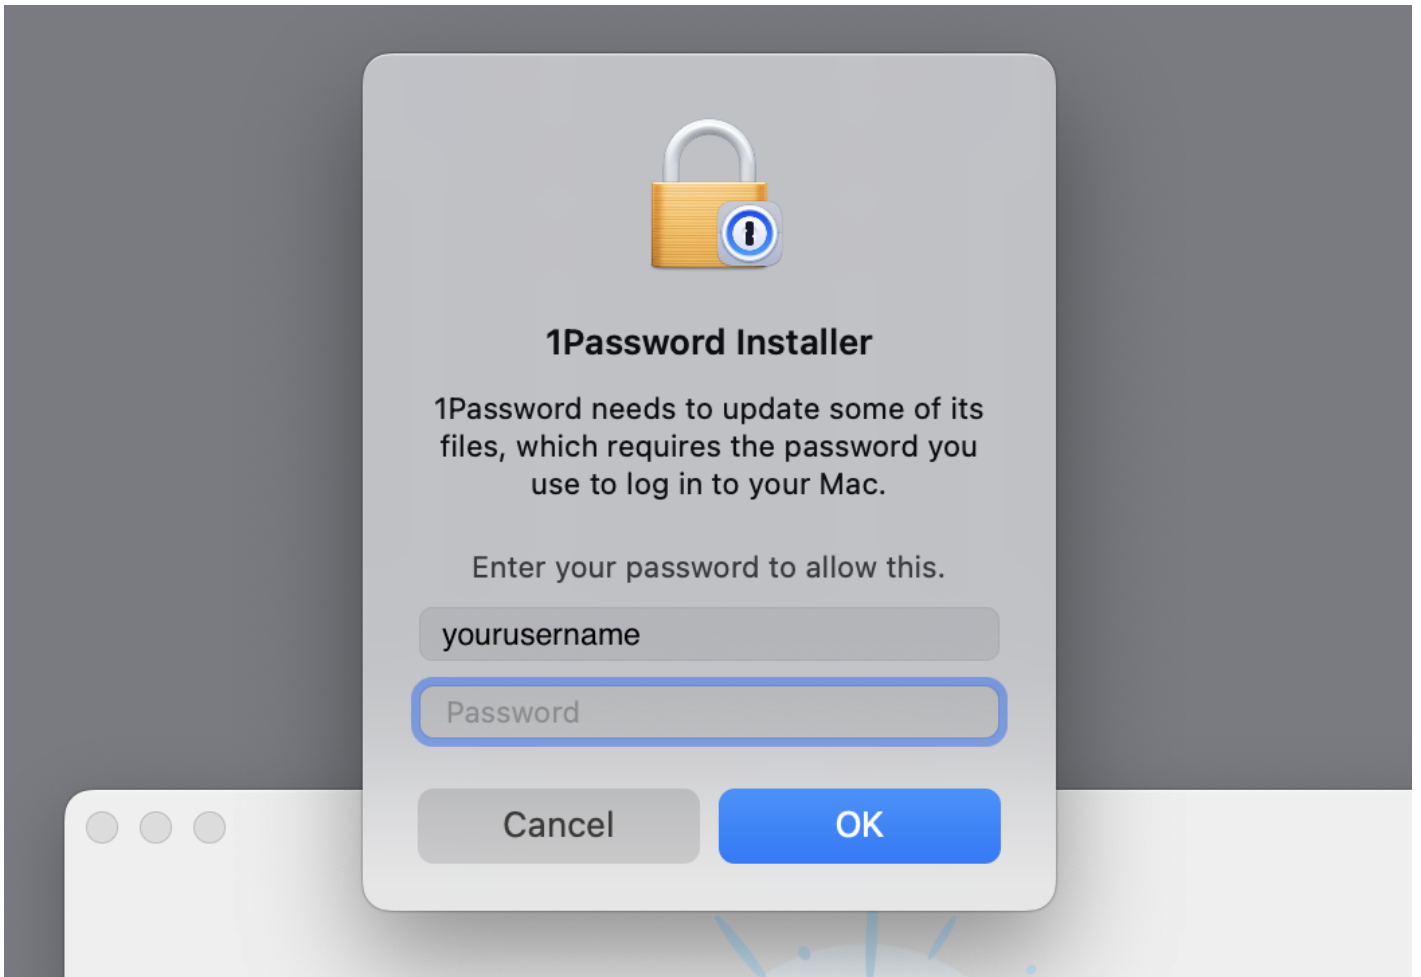 1Password Installer
1Password needs to update some of its
files, which requires the password you
use to log in to your Mac.
Enter your password to allow this.
yourusername
Password
Cancel
OK